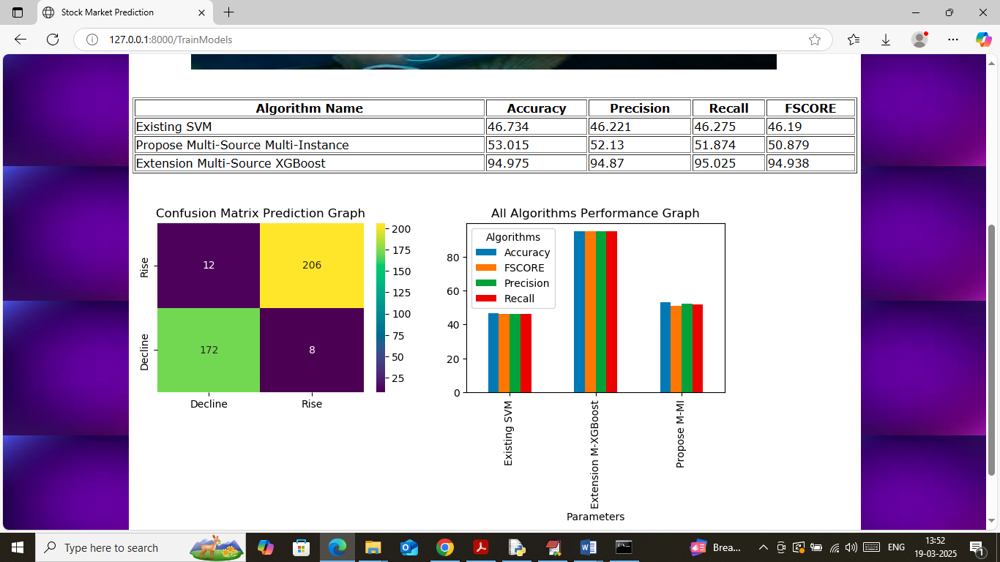 Stock Market Prediction
127.0.0.1:8000/TrainModels
Algorithm Name Accuracy Precision Recall FSCORE
Existing SVM 46.734 46.221 46.275 46.19
Propose Multi-Source Multi-Instance 53.015 52.13 51.874 50.879
Extension Multi-Source XGBoost 94.975 94.87 95.025 94.938
Confusion Matrix Prediction Graph
Rise
12 206
Decline
172 8
Decline Rise
200
175
150
125
100
75
50
25
All Algorithms Performance Graph
Algorithms
Accuracy
FSCORE
Precision
Recall
80
60
40
20
0
Existing SVM
Extension M-XGBoost
Propose M-MI
Parameters
Type here to search
Brea...
ENG
13:52
19-03-2025
1